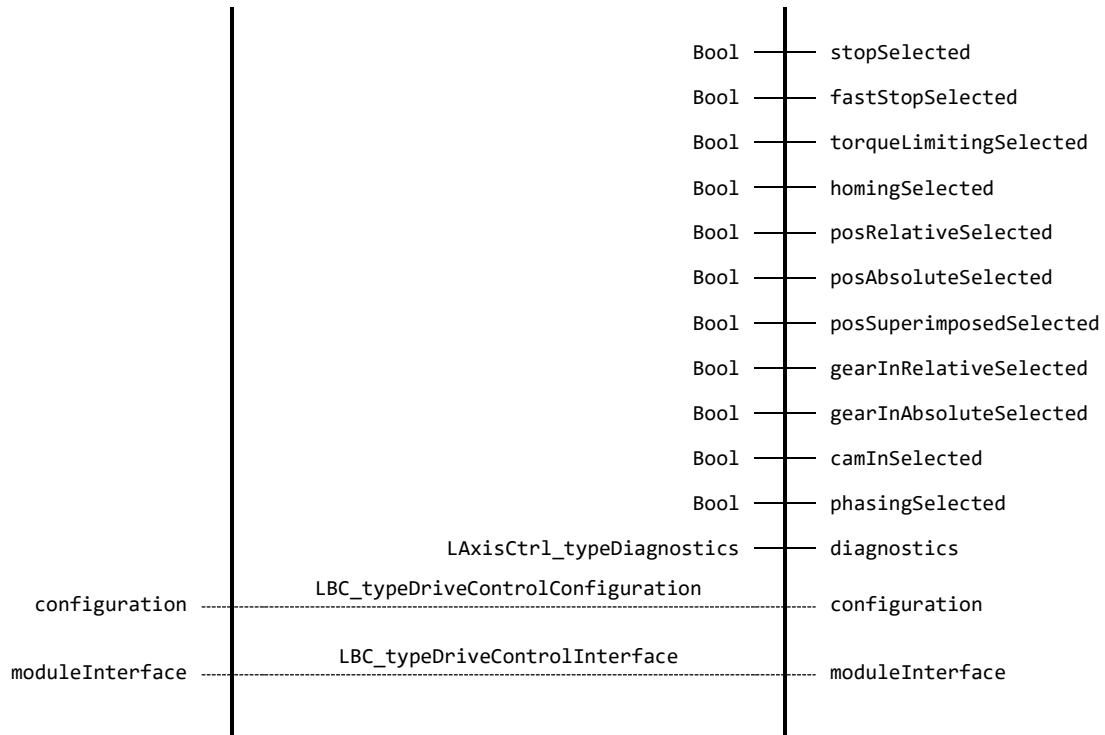 Bool stopSelected
Bool fastStopSelected
Bool torqueLimitingSelected
Bool homingSelected
Bool posRelativeSelected
Bool posAbsoluteSelected
Bool posSuperimposedSelected
Bool gearInRelativeSelected
Bool gearInAbsoluteSelected
Bool camInSelected
Bool phasingSelected
LAxisCtrl_typeDiagnostics diagnostics
configuration LBC_typeDriveControlConfiguration configuration
moduleInterface LBC_typeDriveControlInterface moduleInterface